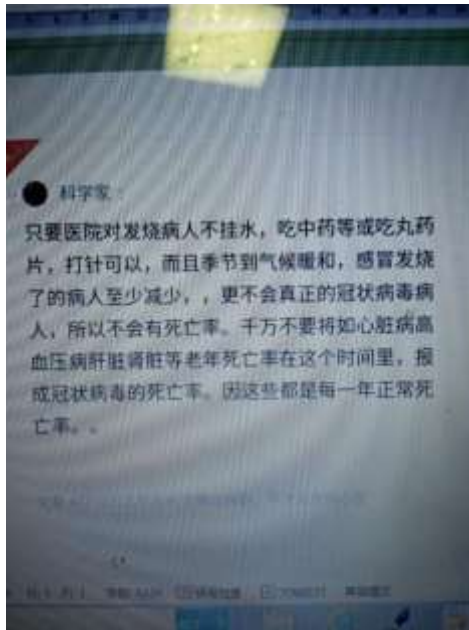 科学家：
只要医院对发烧病人不挂水，吃中药等或吃丸药
片，打针可以，而且季节到气候暖和，感冒发烧
了的病人至少减少，，更不会真正的冠状病毒病
人，所以不会有死亡率。千万不要将如心脏病高
血压病肝脏肾脏等老年死亡率在这个时间里，报
成冠状病毒的死亡率。因这些都是每一年正常死
亡率。。